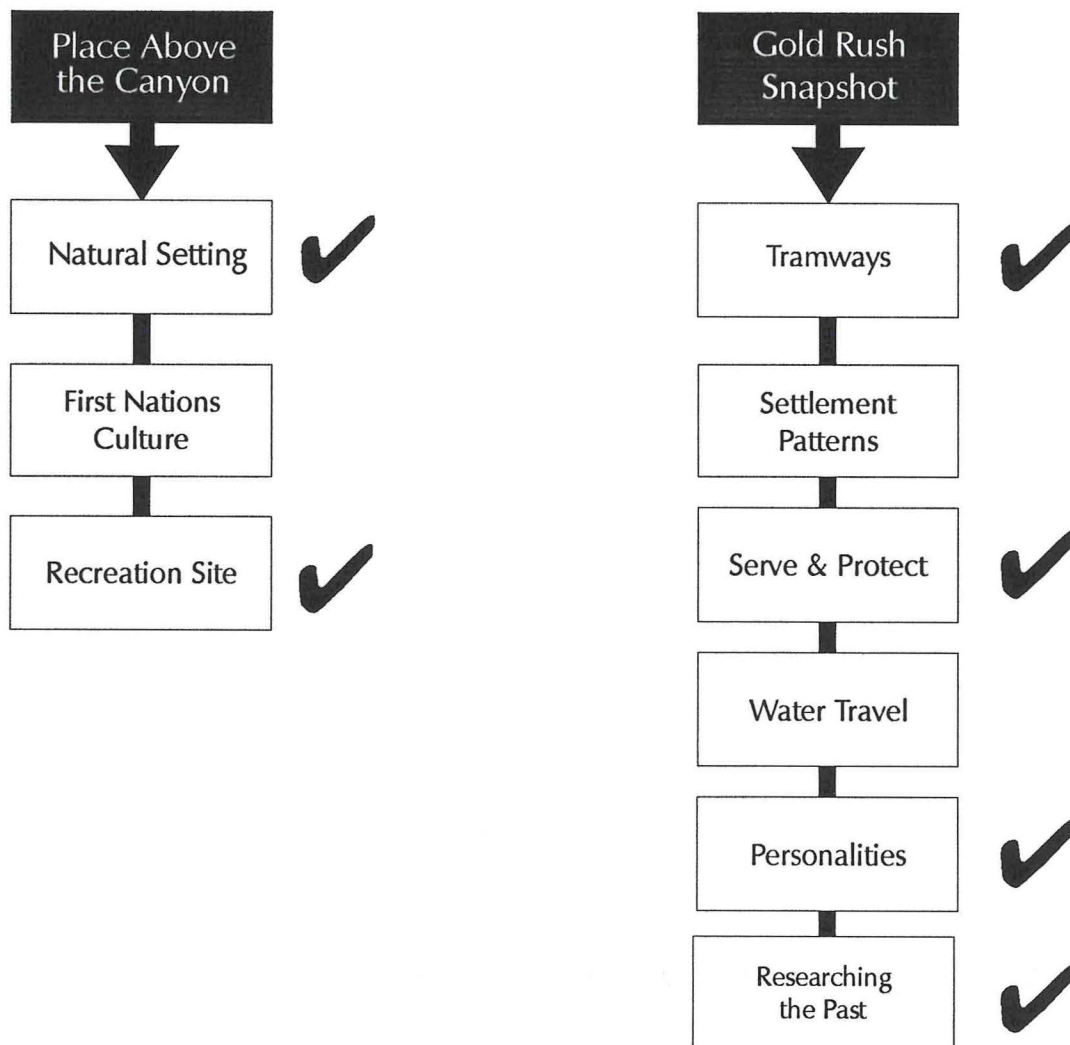 Place Above
the Canyon
Natural Setting
First Nations
Culture
Recreation Site
Gold Rush
Snapshot
Tramways
Settlement
Patterns
Serve & Protect
Water Travel
Personalities
Researching
the Past